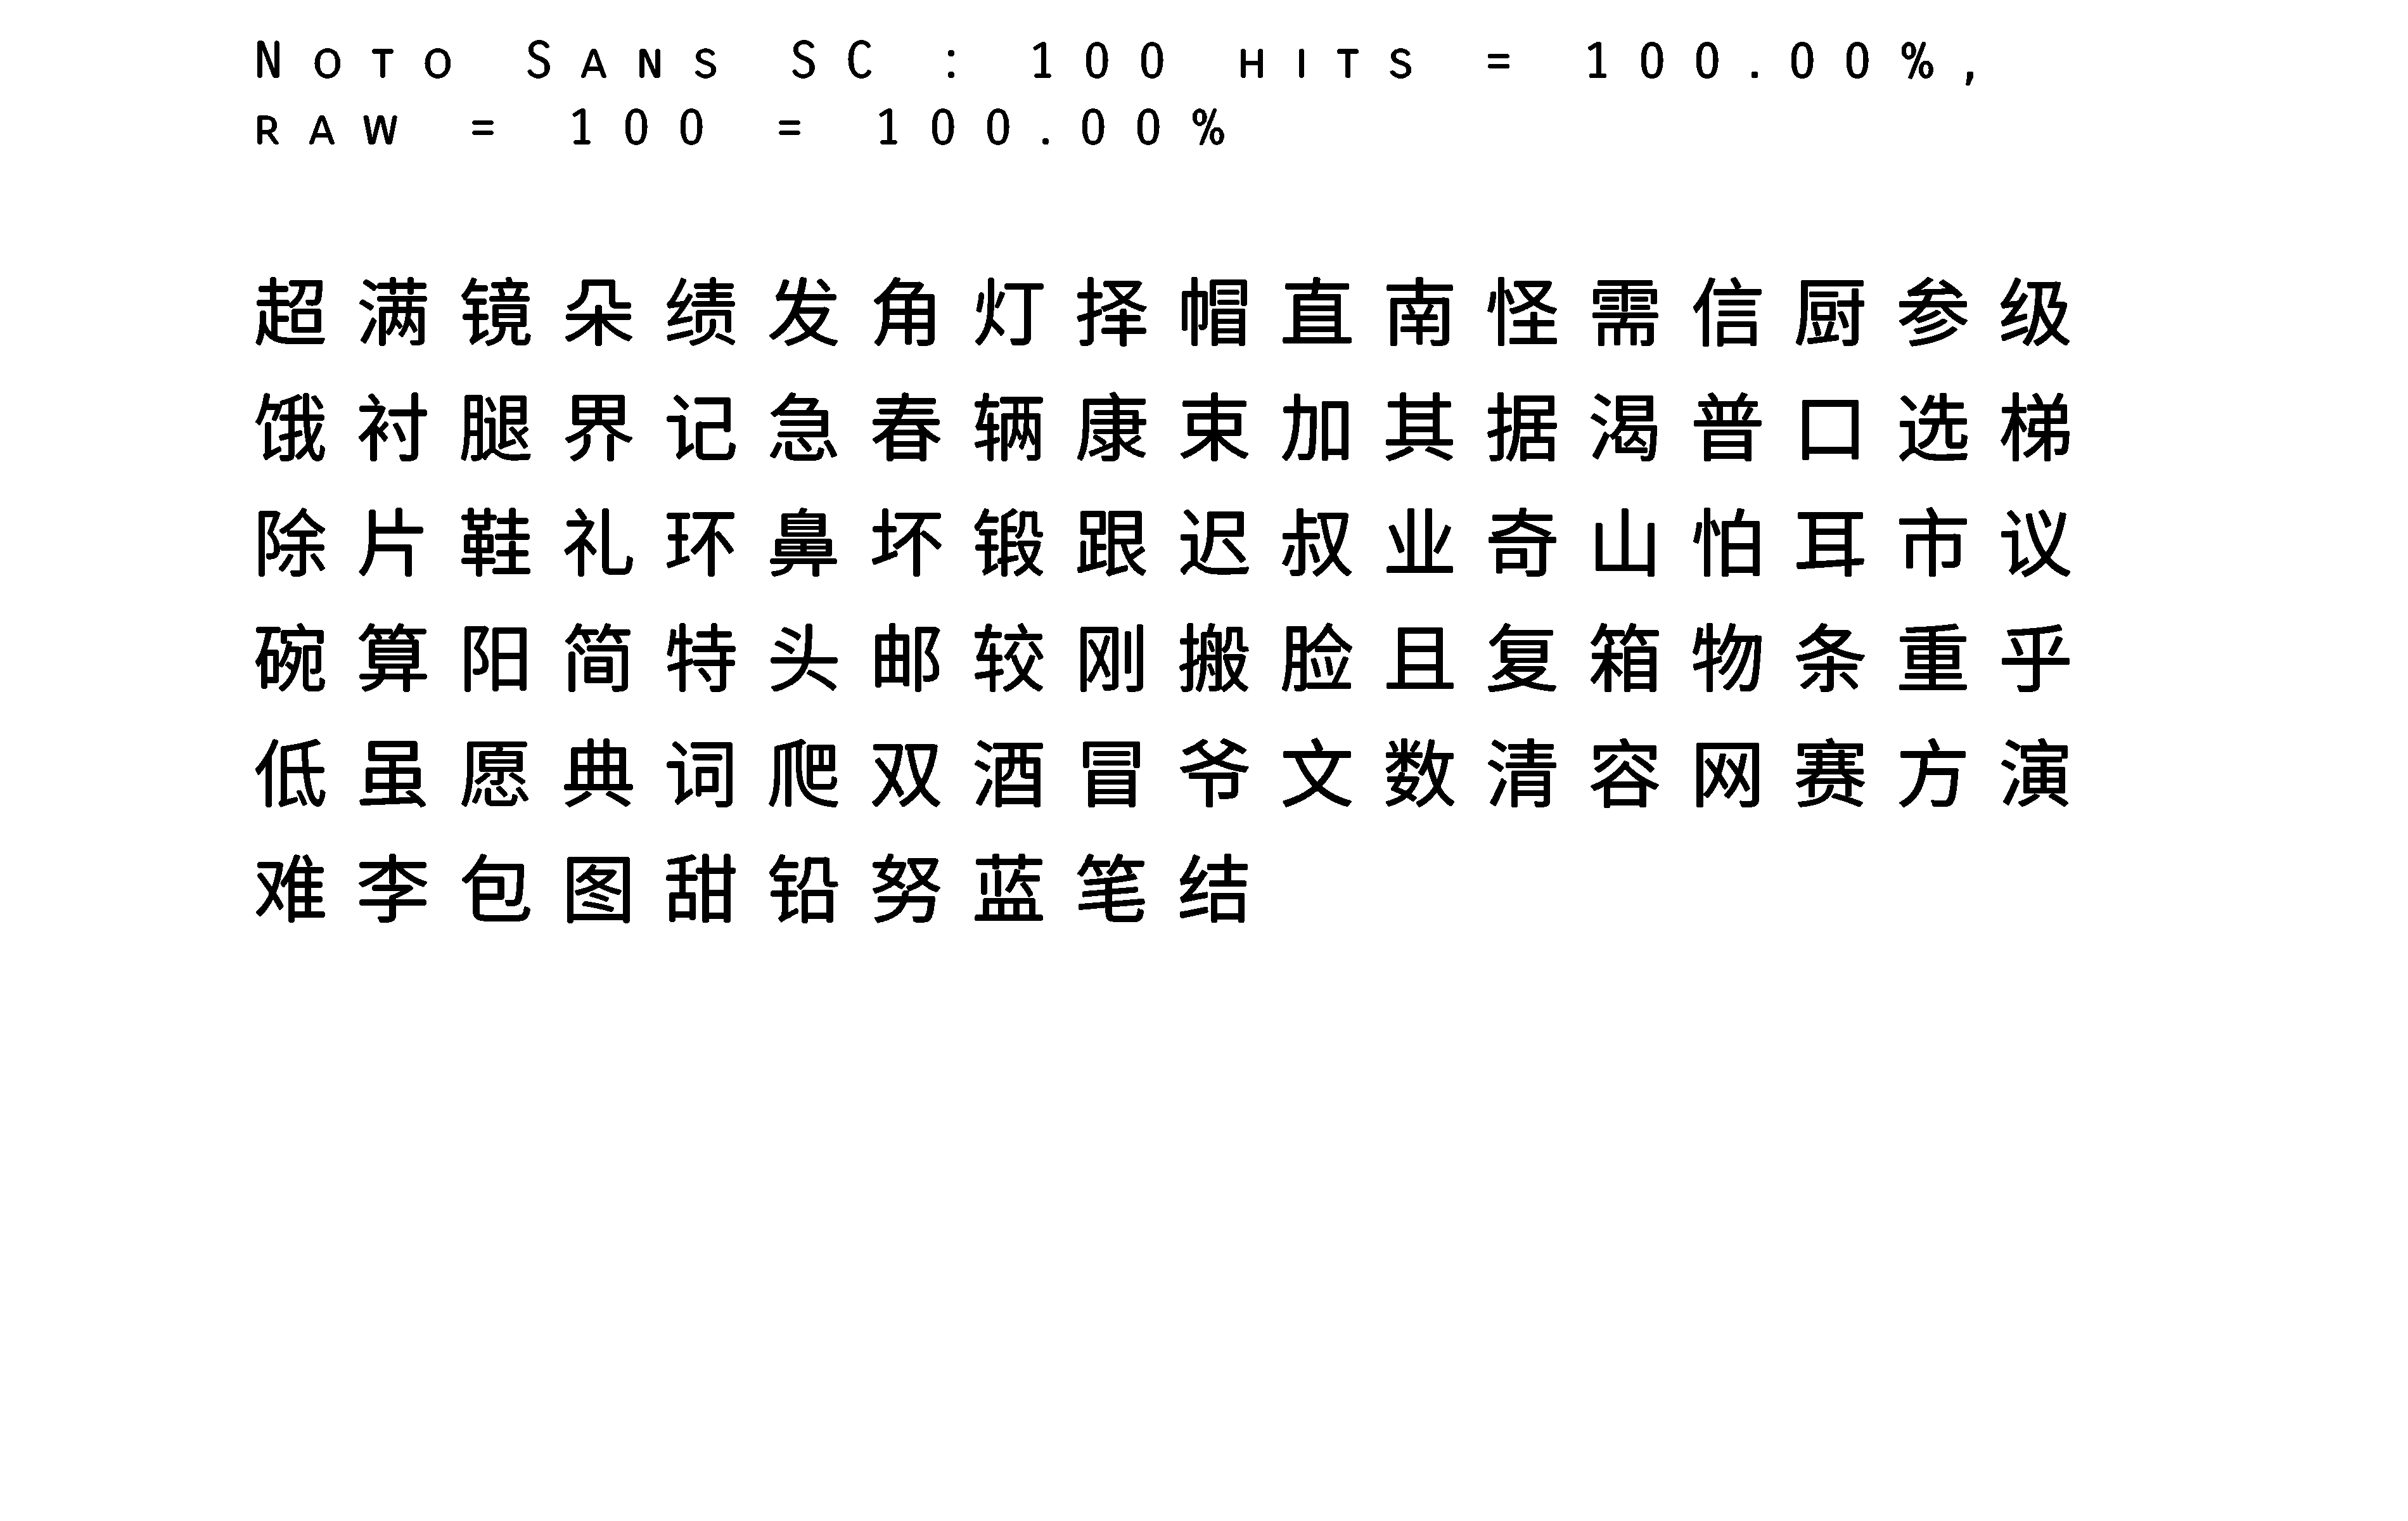 Noto Sans SC : 100 hits = 100.00%,
raw = 100 = 100.00%
超满镜朵绩发角灯择帽直南怪需信厨参级
饿衬腿界记急春辆康束加其据渴普口选梯
除片鞋礼环鼻坏锻跟迟叔业奇山怕耳市议
碗算阳简特头邮较刚搬脸且复箱物条重乎
低虽愿典词爬双酒冒爷文数清容网赛方演
难李包图甜铅努蓝笔结